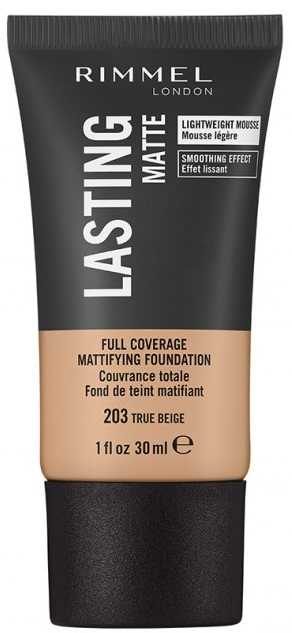 RIMMEL
LONDON
LASTING
MATTE
LIGHTWEIGHT MOUSSE
Mousse légère
SMOOTHING EFFECT
Effet lissant
FULL COVERAGE
MATTIFYING FOUNDATION
Couvrance totale
Fond de teint matifiant
203 TRUE BEIGE
1 fl oz 30 ml ℮